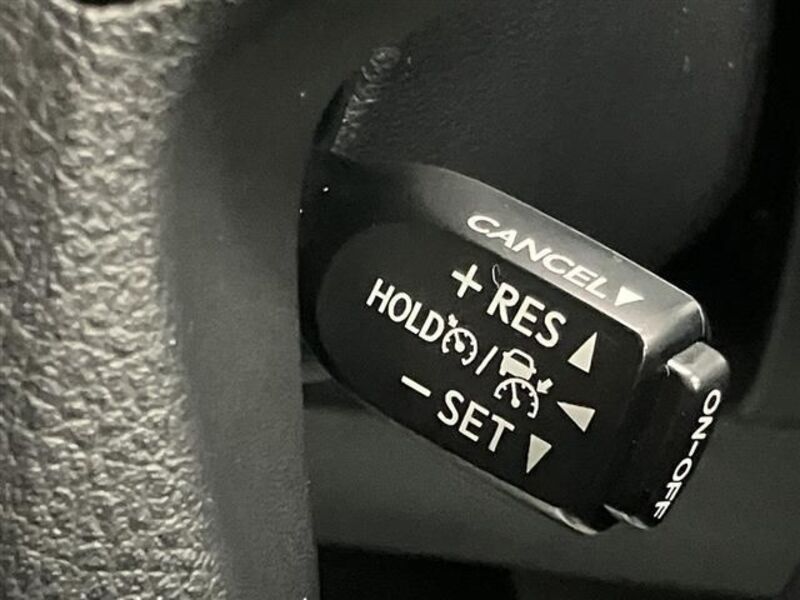 CANCEL
+ RES
HOLD /
- SET
ON-OFF